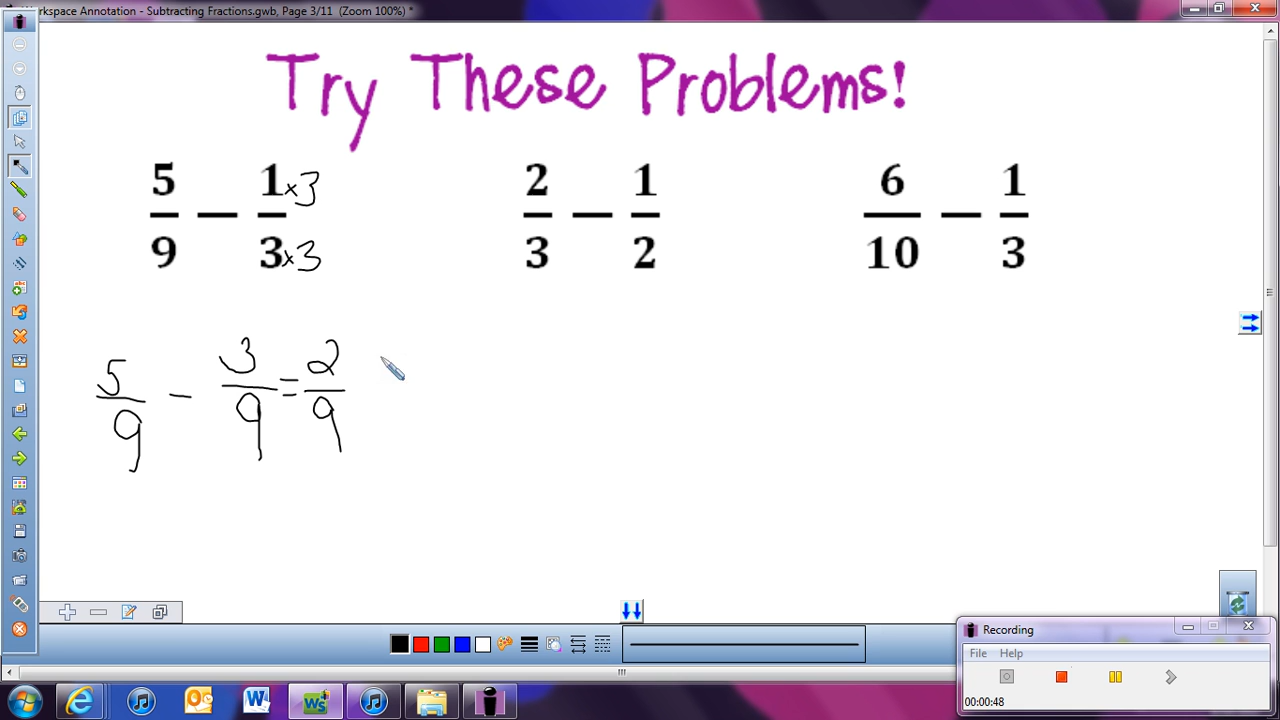 Workspace Annotation - Subtracting Fractions.gwb, Page 3/11 (Zoom 100%) *
Try These Problems!
5/9 — 1×3/3×3
2/3 — 1/2
6/10 — 1/3
5/9 - 3/9 = 2/9
Recording
File Help
00:00:48